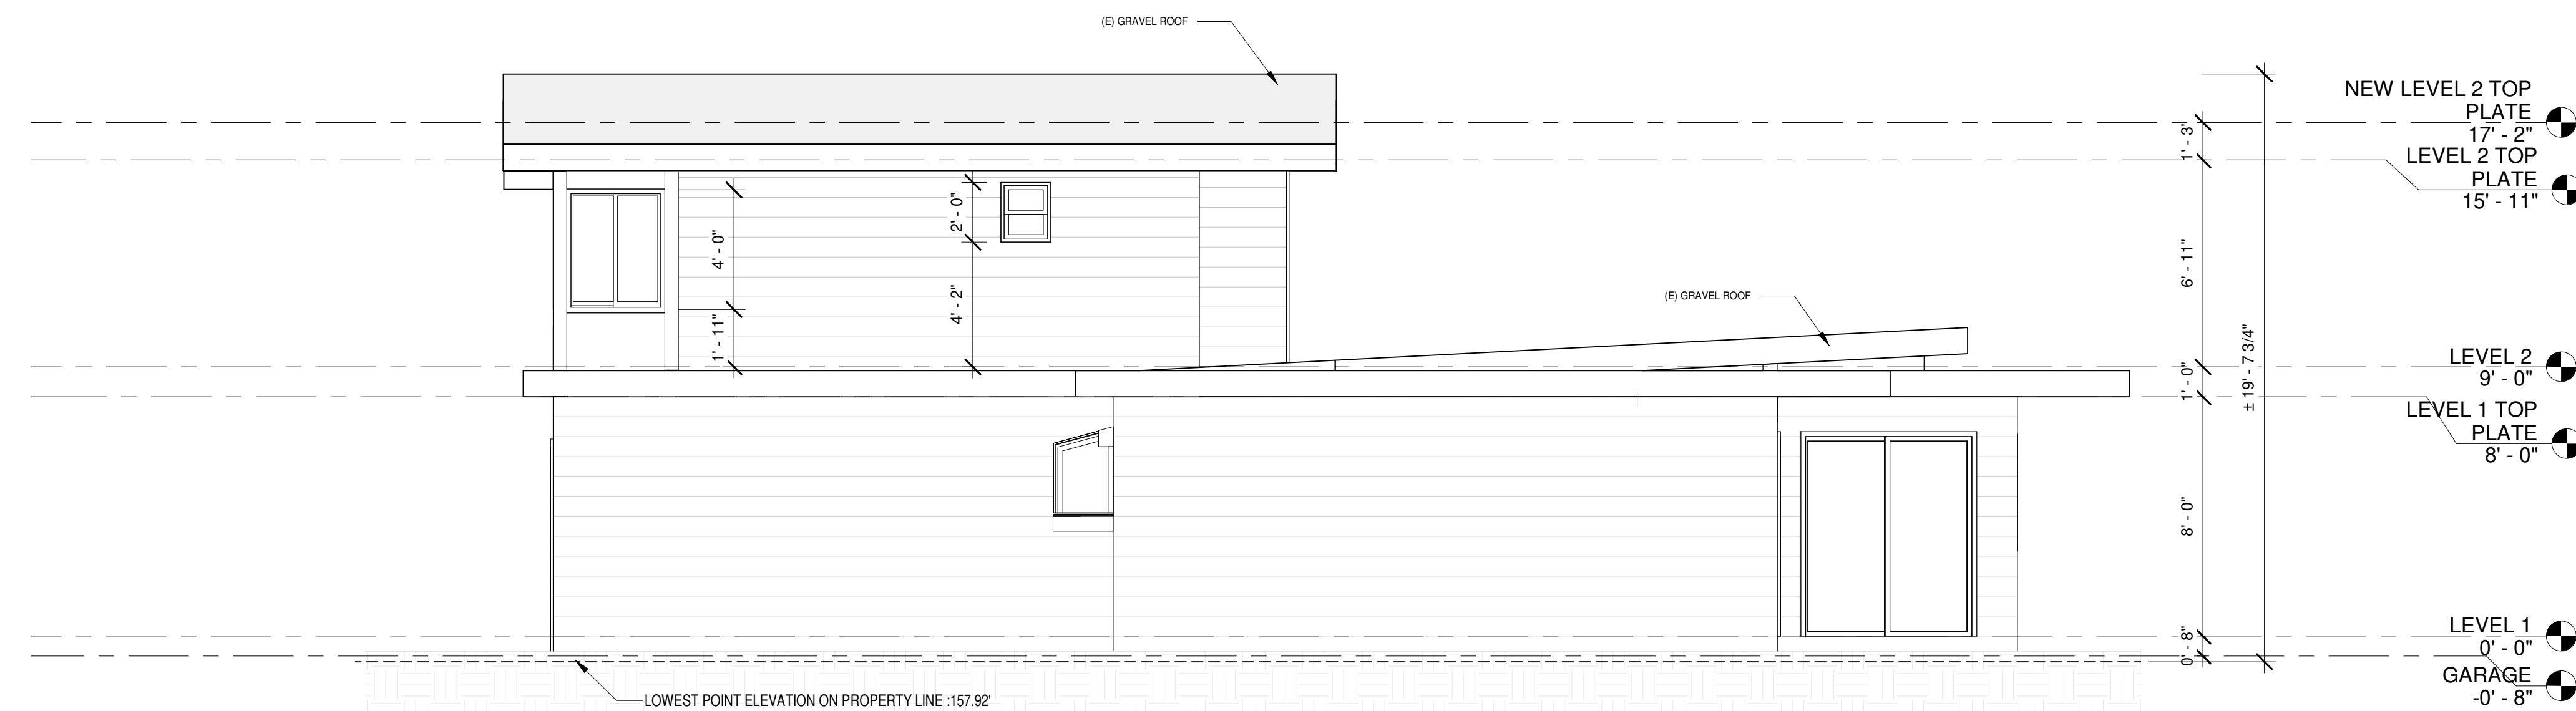 (E) GRAVEL ROOF
NEW LEVEL 2 TOP
PLATE
17' - 2"
1' - 3"
LEVEL 2 TOP
PLATE
15' - 11"
2' - 0"
4' - 0"
6' - 11"
4' - 2"
(E) GRAVEL ROOF
1' - 11"
± 19' - 7 3/4"
LEVEL 2
9' - 0"
1' - 0"
LEVEL 1 TOP
PLATE
8' - 0"
8' - 0"
LEVEL 1
0' - 0"
0' - 8"
GARAGE
-0' - 8"
LOWEST POINT ELEVATION ON PROPERTY LINE :157.92'